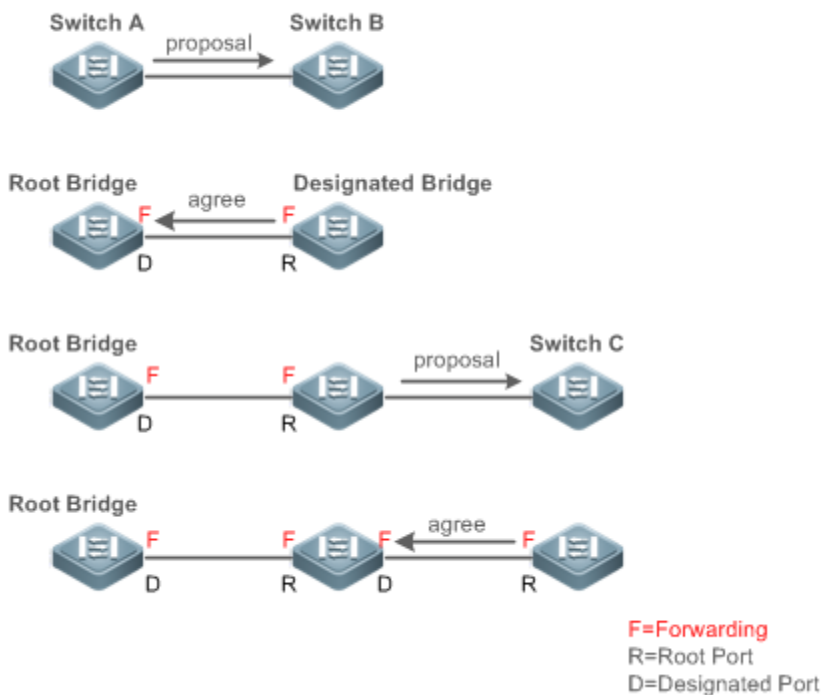 Switch A Switch B
proposal
Root Bridge Designated Bridge
F agree F
D R
Root Bridge Switch C
F F proposal
D R
Root Bridge
F F F agree F
D R D R
F=Forwarding
R=Root Port
D=Designated Port